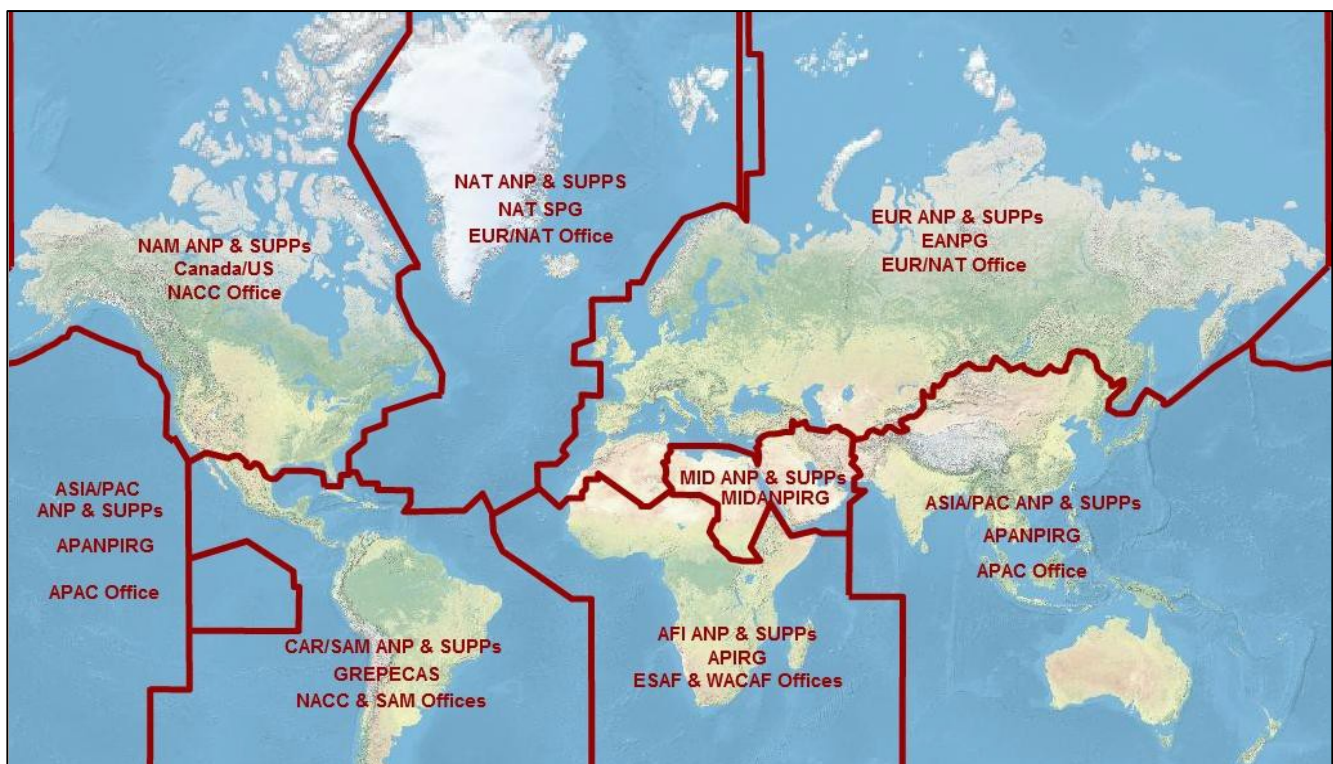 NAT ANP & SUPPS
NAT SPG
EUR/NAT Office
EUR ANP & SUPPs
EANPG
EUR/NAT Office
NAM ANP & SUPPs
Canada/US
NACC Office
MID ANP & SUPPs
MIDANPIRG
ASIA/PAC
ANP & SUPPs
APANPIRG
APAC Office
ASIA/PAC ANP & SUPPs
APANPIRG
APAC Office
CAR/SAM ANP & SUPPs
GREPECAS
NACC & SAM Offices
AFI ANP & SUPPs
APIRG
ESAF & WACAF Offices